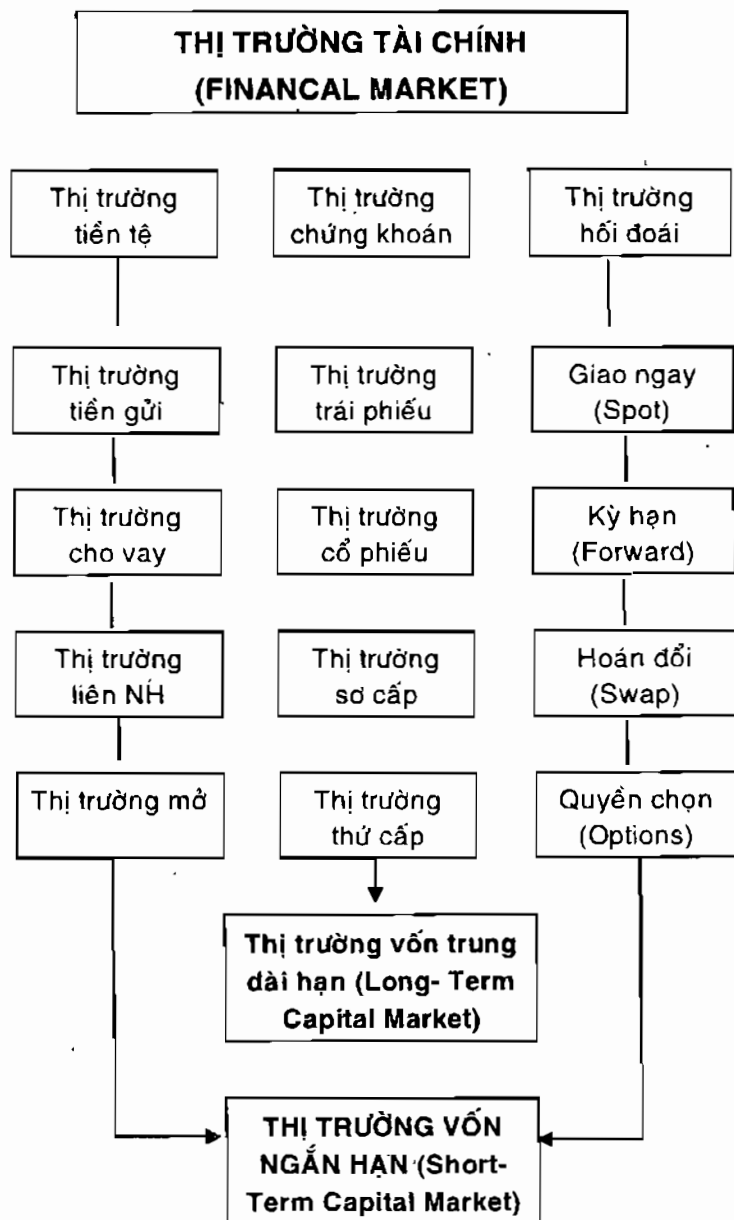 THỊ TRƯỜNG TÀI CHÍNH
(FINANCAL MARKET)
Thị trường
tiền tệ
Thị trường
chứng khoán
Thị trường
hối đoái
Thị trường
tiền gửi
Thị trường
trái phiếu
Giao ngay
(Spot)
Thị trường
cho vay
Thị trường
cổ phiếu
Kỳ hạn
(Forward)
Thị trường
liên NH
Thị trường
sơ cấp
Hoán đổi
(Swap)
Thị trường mở
Thị trường
thứ cấp
Quyền chọn
(Options)
Thị trường vốn trung
dài hạn (Long- Term
Capital Market)
THỊ TRƯỜNG VỐN
NGẮN HẠN (Short-
Term Capital Market)